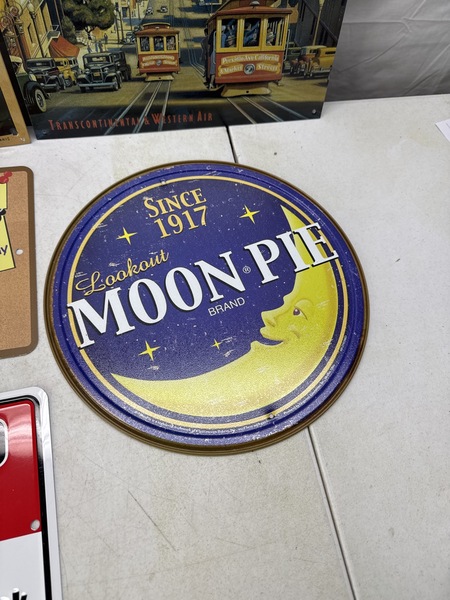 TRANSCONTINENTAL & WESTERN AIR
SINCE
1917
Lookout
MOON PIE
®
BRAND